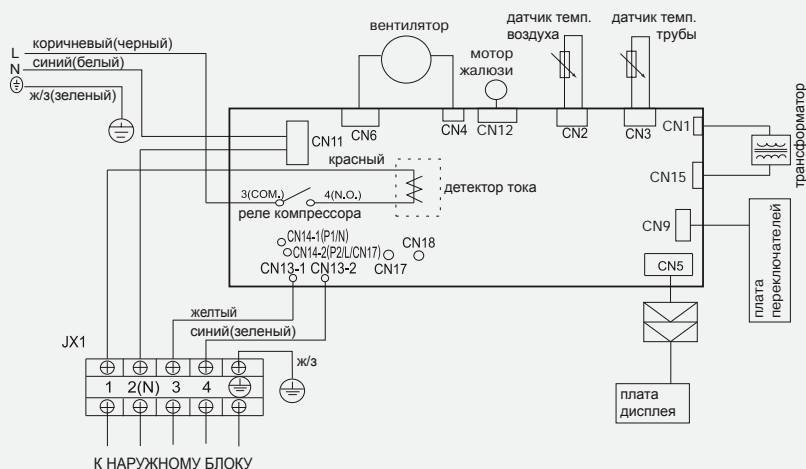 вентилятор
датчик темп.
воздуха
датчик темп.
трубы
мотор
жалюзи
L
коричневый(черный)
N
синий(белый)
ж/з(зеленый)
CN6
CN4
CN12
CN2
CN3
CN1
трансформатор
CN11
красный
CN15
детектор тока
3(COM.)
4(N.O.)
реле компрессора
CN9
плата
переключателей
CN14-1(P1/N)
CN14-2(P2/L/CN17)
CN18
CN17
CN13-1
CN13-2
CN5
желтый
синий(зеленый)
JX1
ж/з
1
2(N)
3
4
плата
дисплея
К НАРУЖНОМУ БЛОКУ